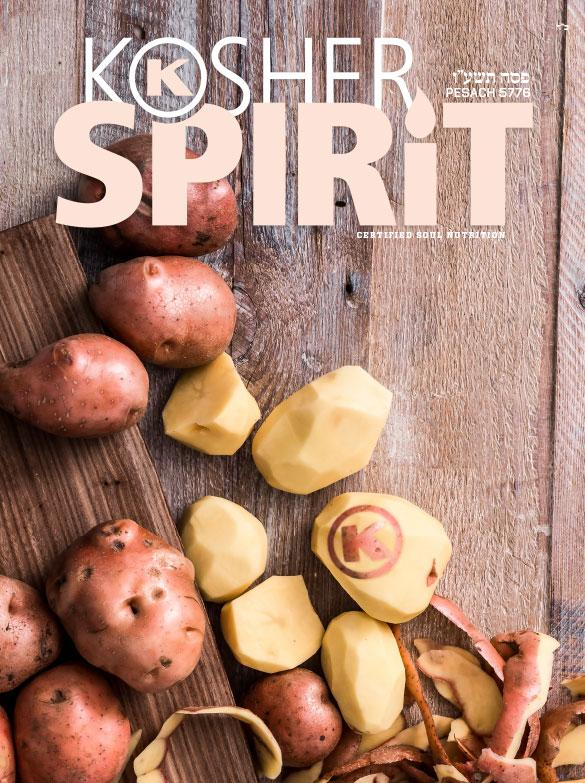 ב"ה
KOSHER
פסח תשע"ו
PESACH 5776
SPIRIT
CERTIFIED SOUL NUTRITION
K